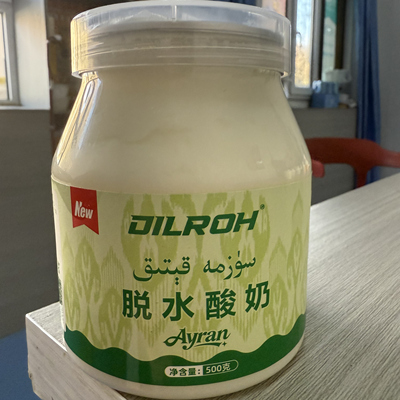 New
DILROH
سۈزمە قېتىق
脱水酸奶
Ayran
净含量：500克